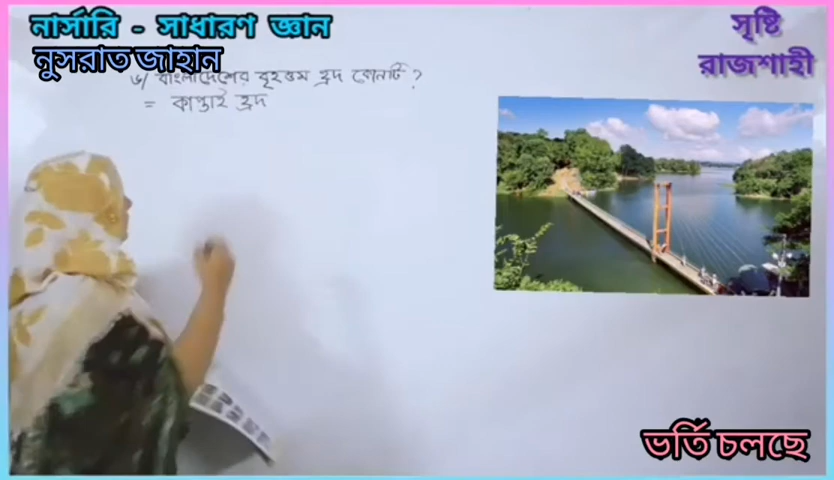 নার্সারি - সাধারণ জ্ঞান
নুসরাত জাহান
সৃষ্টি
রাজশাহী
৬/ বাংলাদেশের বৃহত্তম হ্রদ কোনটি ?
= কাপ্তাই হ্রদ
ভর্তি চলছে